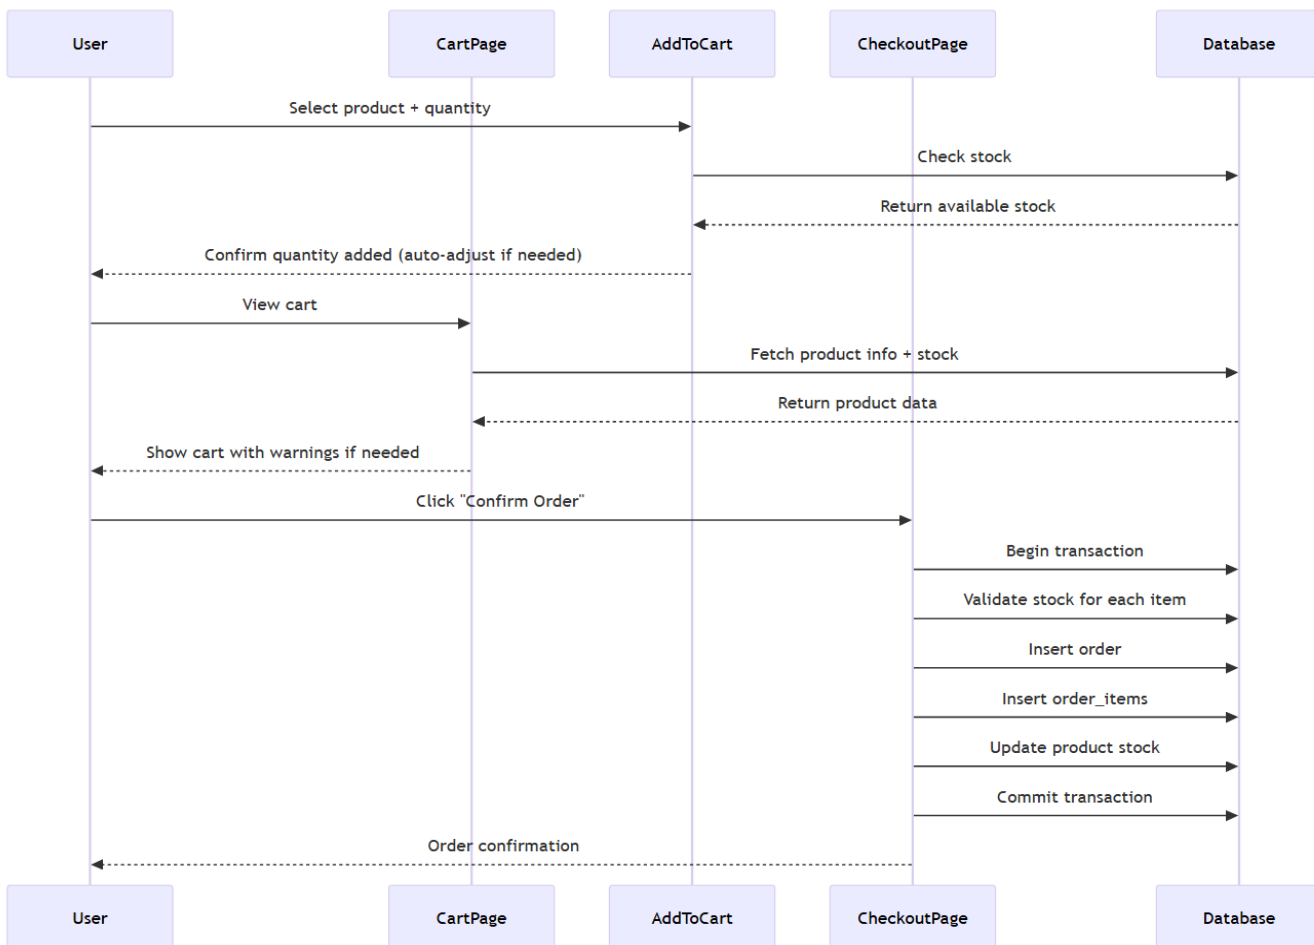 User
CartPage
AddToCart
CheckoutPage
Database
Select product + quantity
Check stock
Return available stock
Confirm quantity added (auto-adjust if needed)
View cart
Fetch product info + stock
Return product data
Show cart with warnings if needed
Click "Confirm Order"
Begin transaction
Validate stock for each item
Insert order
Insert order_items
Update product stock
Commit transaction
Order confirmation
User
CartPage
AddToCart
CheckoutPage
Database